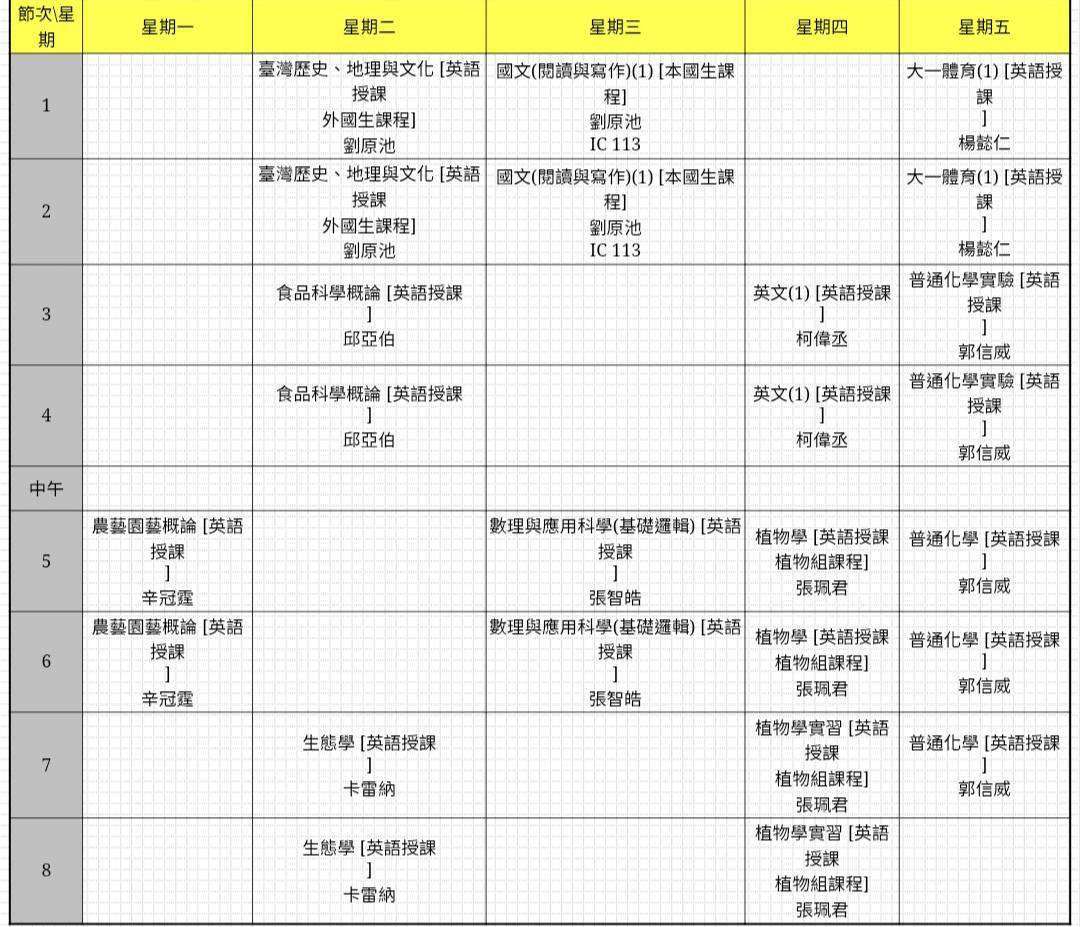 節次\星
期
星期一
星期二
星期三
星期四
星期五
1
臺灣歷史、地理與文化 [英語
授課
外國生課程]
劉原池
國文(閱讀與寫作)(1) [本國生課
程]
劉原池
IC 113
大一體育(1) [英語授
課
]
楊懿仁
2
臺灣歷史、地理與文化 [英語
授課
外國生課程]
劉原池
國文(閱讀與寫作)(1) [本國生課
程]
劉原池
IC 113
大一體育(1) [英語授
課
]
楊懿仁
3
食品科學概論 [英語授課
]
邱亞伯
英文(1) [英語授課
]
柯偉丞
普通化學實驗 [英語
授課
]
郭信威
4
食品科學概論 [英語授課
]
邱亞伯
英文(1) [英語授課
]
柯偉丞
普通化學實驗 [英語
授課
]
郭信威
中午
5
農藝園藝概論 [英語
授課
]
辛冠霆
數理與應用科學(基礎邏輯) [英語
授課
]
張智皓
植物學 [英語授課
植物組課程]
張珮君
普通化學 [英語授課
]
郭信威
6
農藝園藝概論 [英語
授課
]
辛冠霆
數理與應用科學(基礎邏輯) [英語
授課
]
張智皓
植物學 [英語授課
植物組課程]
張珮君
普通化學 [英語授課
]
郭信威
7
生態學 [英語授課
]
卡雷納
植物學實習 [英語
授課
植物組課程]
張珮君
普通化學 [英語授課
]
郭信威
8
生態學 [英語授課
]
卡雷納
植物學實習 [英語
授課
植物組課程]
張珮君